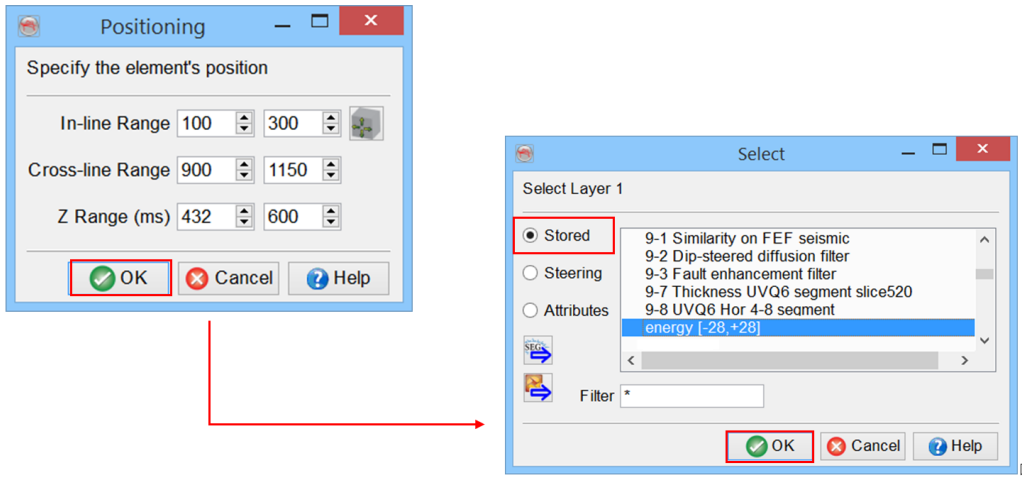 Positioning
Specify the element's position
In-line Range 100 300
Cross-line Range 900 1150
Z Range (ms) 432 600
OK Cancel Help
Select
Select Layer 1
Stored
Steering
Attributes
9-1 Similarity on FEF seismic
9-2 Dip-steered diffusion filter
9-3 Fault enhancement filter
9-7 Thickness UVQ6 segment slice520
9-8 UVQ6 Hor 4-8 segment
energy [-28,+28]
SEG
Filter *
OK Cancel Help